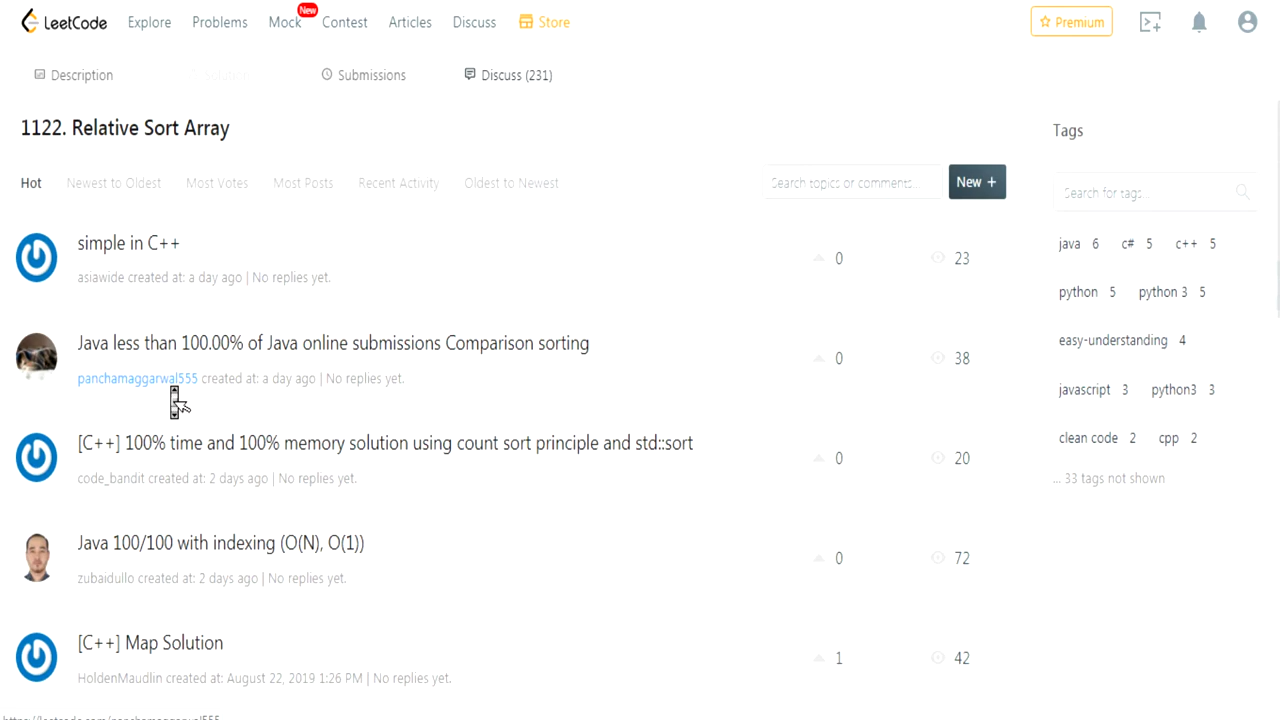 LeetCode Explore Problems Mock New Contest Articles Discuss Store Premium
Description Solution Submissions Discuss (231)
1122. Relative Sort Array
Hot Newest to Oldest Most Votes Most Posts Recent Activity Oldest to Newest Search topics or comments... New +
simple in C++
asiawide created at: a day ago | No replies yet.
0 23
Java less than 100.00% of Java online submissions Comparison sorting
panchamaggarwal555 created at: a day ago | No replies yet.
0 38
[C++] 100% time and 100% memory solution using count sort principle and std::sort
code_bandit created at: 2 days ago | No replies yet.
0 20
Java 100/100 with indexing (O(N), O(1))
zubaidullo created at: 2 days ago | No replies yet.
0 72
[C++] Map Solution
HoldenMaudlin created at: August 22, 2019 1:26 PM | No replies yet.
1 42
Tags
Search for tags...
java 6 c# 5 c++ 5
python 5 python 3 5
easy-understanding 4
javascript 3 python3 3
clean code 2 cpp 2
... 33 tags not shown
https://leetcode.com/panchamaggarwal555